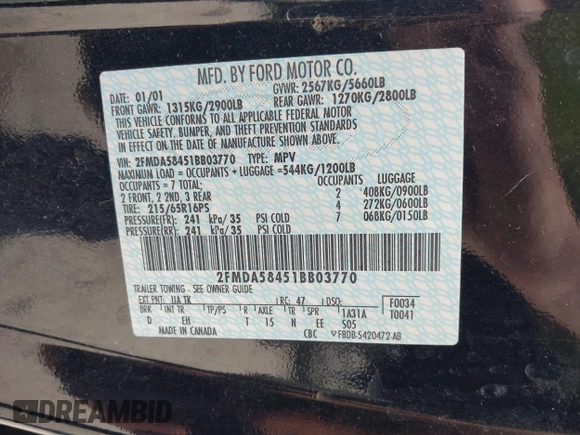 MFD. BY FORD MOTOR CO.
DATE: 01/01 GVWR: 2567KG/5660LB
FRONT GAWR: 1315KG/2900LB REAR GAWR: 1270KG/2800LB
THIS VEHICLE CONFORMS TO ALL APPLICABLE FEDERAL MOTOR
VEHICLE SAFETY, BUMPER, AND THEFT PREVENTION STANDARDS
IN EFFECT ON THE DATE OF MANUFACTURE SHOWN ABOVE.
VIN: 2FMDA58451BB03770 TYPE: MPV
MAXIMUM LOAD = OCCUPANTS + LUGGAGE = 544KG/1200LB
OCCUPANTS = 7 TOTAL: OCCUPANTS LUGGAGE
2 FRONT, 2 2ND, 3 REAR 2 408KG/0900LB
TIRE: 215/65R16PS 4 272KG/0600LB
PRESSURE(FR): 241 kPa/ 35 PSI COLD 7 068KG/0150LB
PRESSURE(RR): 241 kPa/ 35 PSI COLD
2FMDA58451BB03770
TRAILER TOWING - SEE OWNER GUIDE
EXT PNT: UA TK RC: 47 DSO: F0034
BRK INT TR TP/PS R AXLE TR SPR 1A31A T0041
D EH T 15 N EE S05
MADE IN CANADA CBC F8DB-5420472-AB
DREAMBID